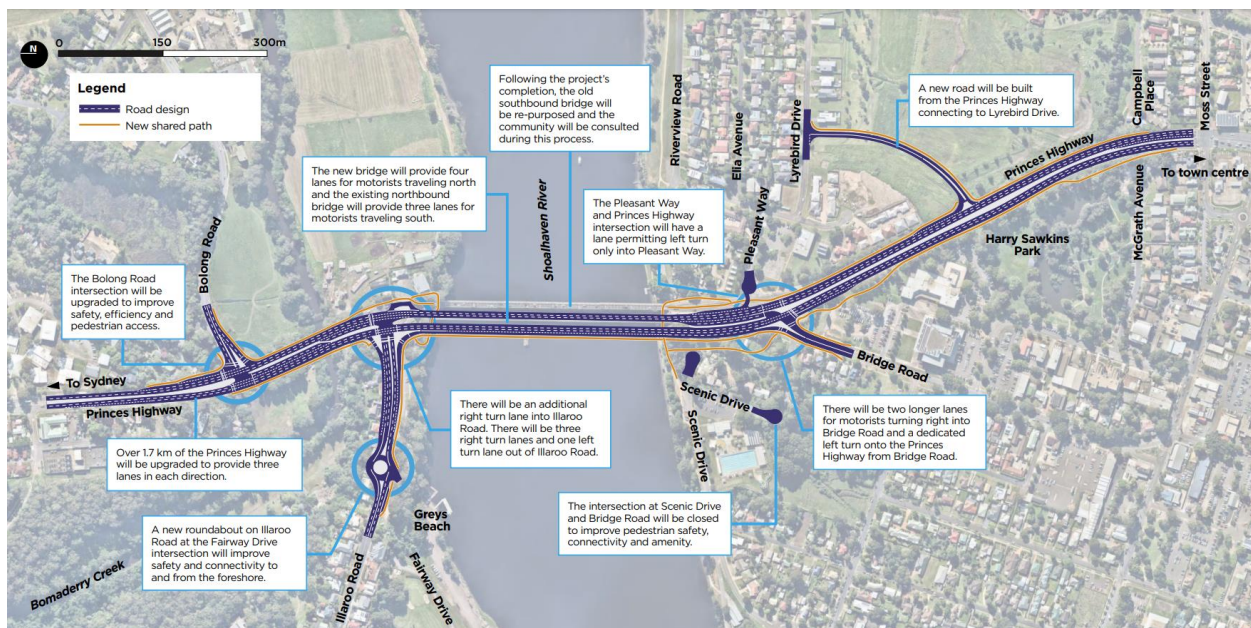 N
0 150 300m
Legend
Road design
New shared path
Following the project's
completion, the old
southbound bridge will
be re-purposed and the
community will be consulted
during this process.
Riverview Road
Elia Avenue
Lyrebird Drive
A new road will be built
from the Princes Highway
connecting to Lyrebird Drive.
Campbell
Place
Moss Street
Princes Highway
To town centre
McGrath Avenue
Harry Sawkins
Park
The new bridge will provide four
lanes for motorists traveling north
and the existing northbound
bridge will provide three lanes for
motorists traveling south.
Shoalhaven River
The Pleasant Way
and Princes Highway
intersection will have a
lane permitting left turn
only into Pleasant Way.
Pleasant Way
Bolong Road
The Bolong Road
intersection will be
upgraded to improve
safety, efficiency and
pedestrian access.
To Sydney
Princes Highway
Over 1.7 km of the Princes Highway
will be upgraded to provide three
lanes in each direction.
There will be an additional
right turn lane into Illaroo
Road. There will be three
right turn lanes and one left
turn lane out of Illaroo Road.
Scenic Drive
Scenic Drive
Bridge Road
There will be two longer lanes
for motorists turning right into
Bridge Road and a dedicated
left turn onto the Princes
Highway from Bridge Road.
The intersection at Scenic Drive
and Bridge Road will be closed
to improve pedestrian safety,
connectivity and amenity.
A new roundabout on Illaroo
Road at the Fairway Drive
intersection will improve
safety and connectivity to
and from the foreshore.
Greys
Beach
Bomaderry Creek
Illaroo Road
Fairway Drive